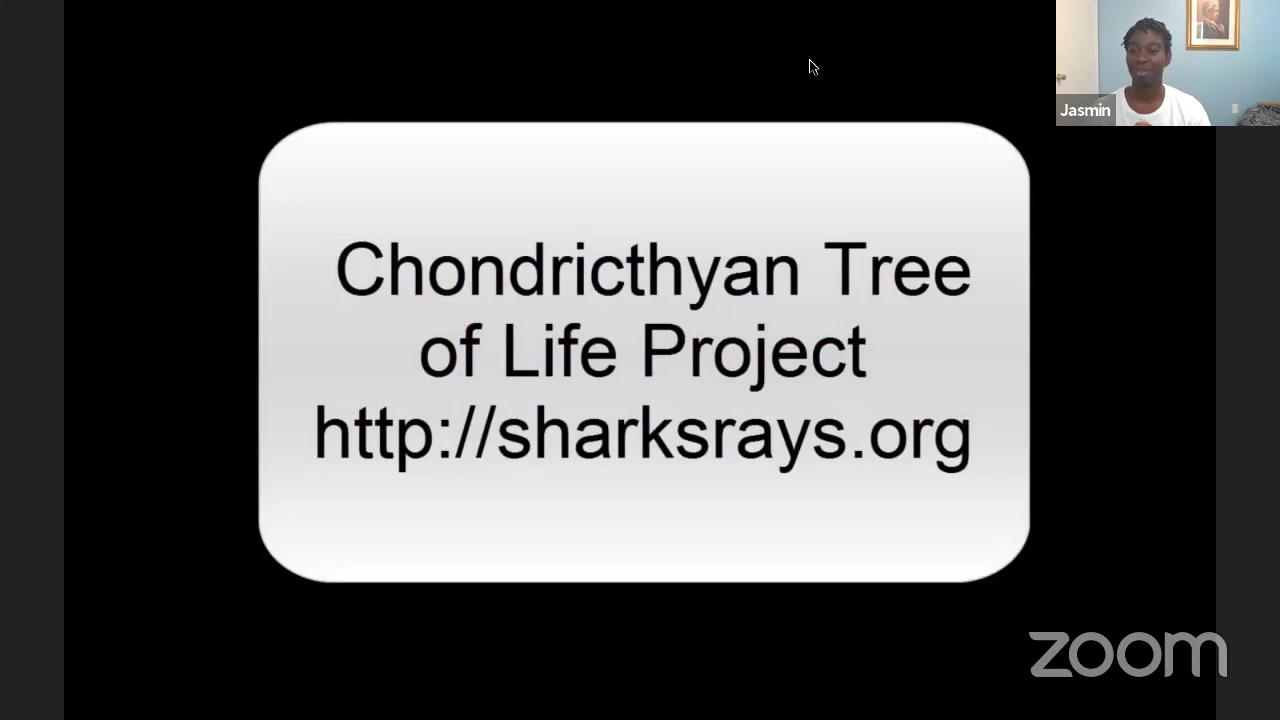 Jasmin
Chondricthyan Tree
of Life Project
http://sharksrays.org
zoom